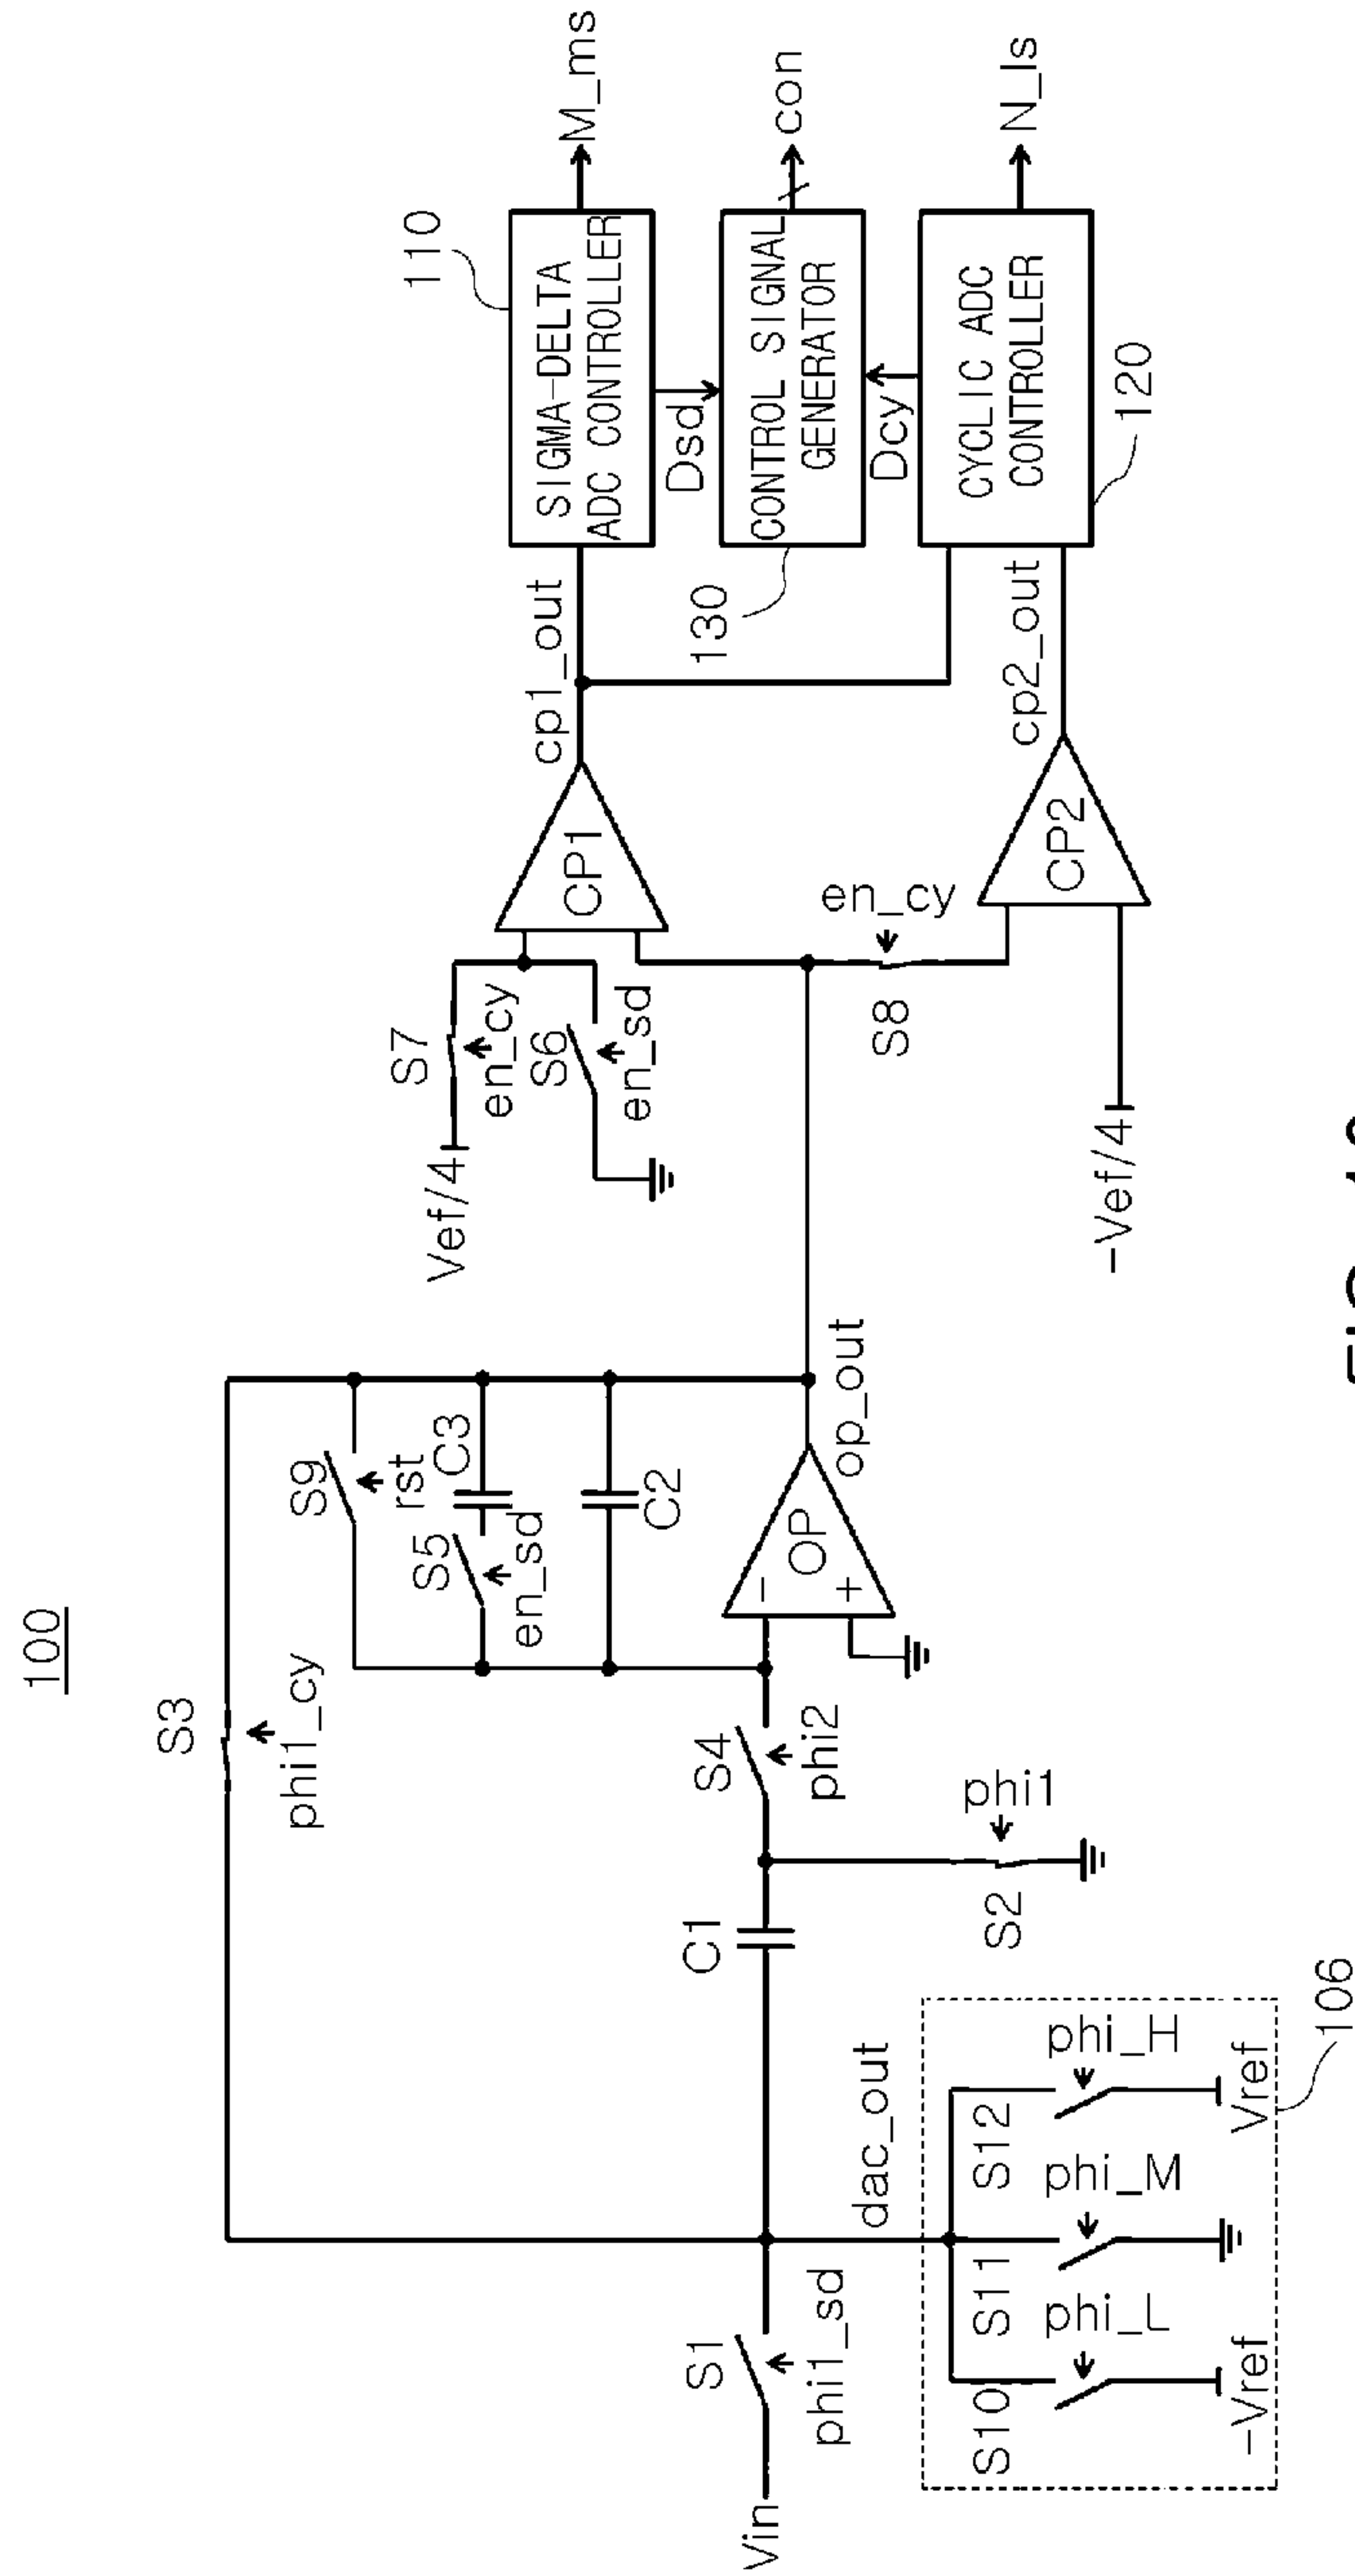 100
Vin
S1
phi1_sd
S3
phi1_cy
dac_out
S10
phi_L
-Vref
S11
phi_M
S12
phi_H
Vref
106
C1
S2
phi1
S4
phi2
S9
rst
S5
en_sd
C3
C2
-
+
OP
op_out
Vef/4
S7
en_cy
S6
en_sd
S8
en_cy
-Vef/4
CP1
cp1_out
CP2
cp2_out
110
SIGMA-DELTA
ADC CONTROLLER
M_ms
Dsd
130
CONTROL SIGNAL
GENERATOR
con
Dcy
CYCLIC ADC
CONTROLLER
120
N_ls